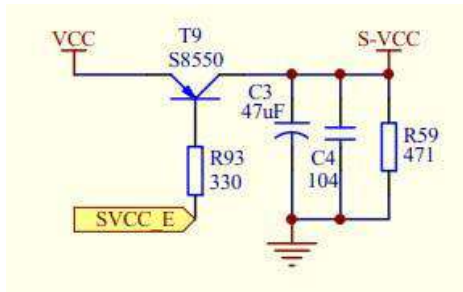 VCC
T9
S8550
S-VCC
C3
47uF
R93
330
C4
104
R59
471
SVCC_E